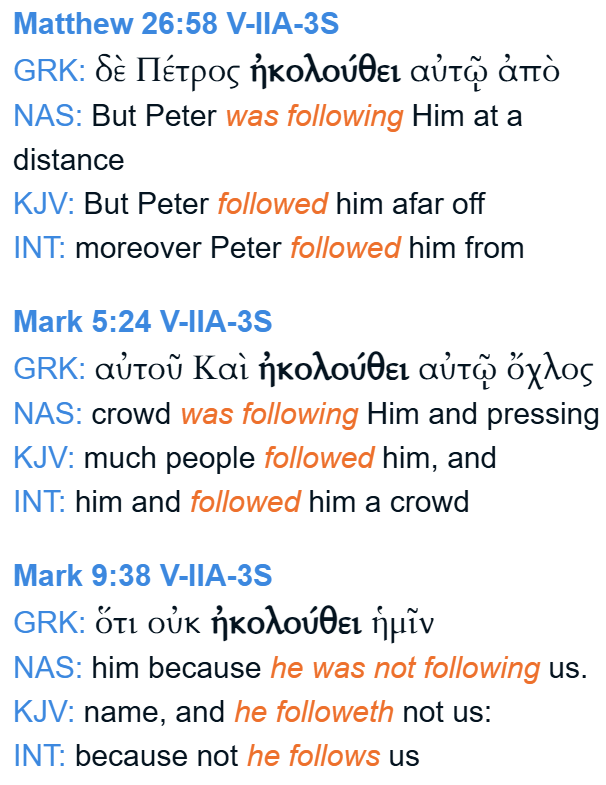 Matthew 26:58 V-IIA-3S
GRK: δὲ Πέτρος ἠκολούθει αὐτῷ ἀπὸ
NAS: But Peter was following Him at a
distance
KJV: But Peter followed him afar off
INT: moreover Peter followed him from
Mark 5:24 V-IIA-3S
GRK: αὐτοῦ Καὶ ἠκολούθει αὐτῷ ὄχλος
NAS: crowd was following Him and pressing
KJV: much people followed him, and
INT: him and followed him a crowd
Mark 9:38 V-IIA-3S
GRK: ὅτι οὐκ ἠκολούθει ἡμῖν
NAS: him because he was not following us.
KJV: name, and he followeth not us:
INT: because not he follows us